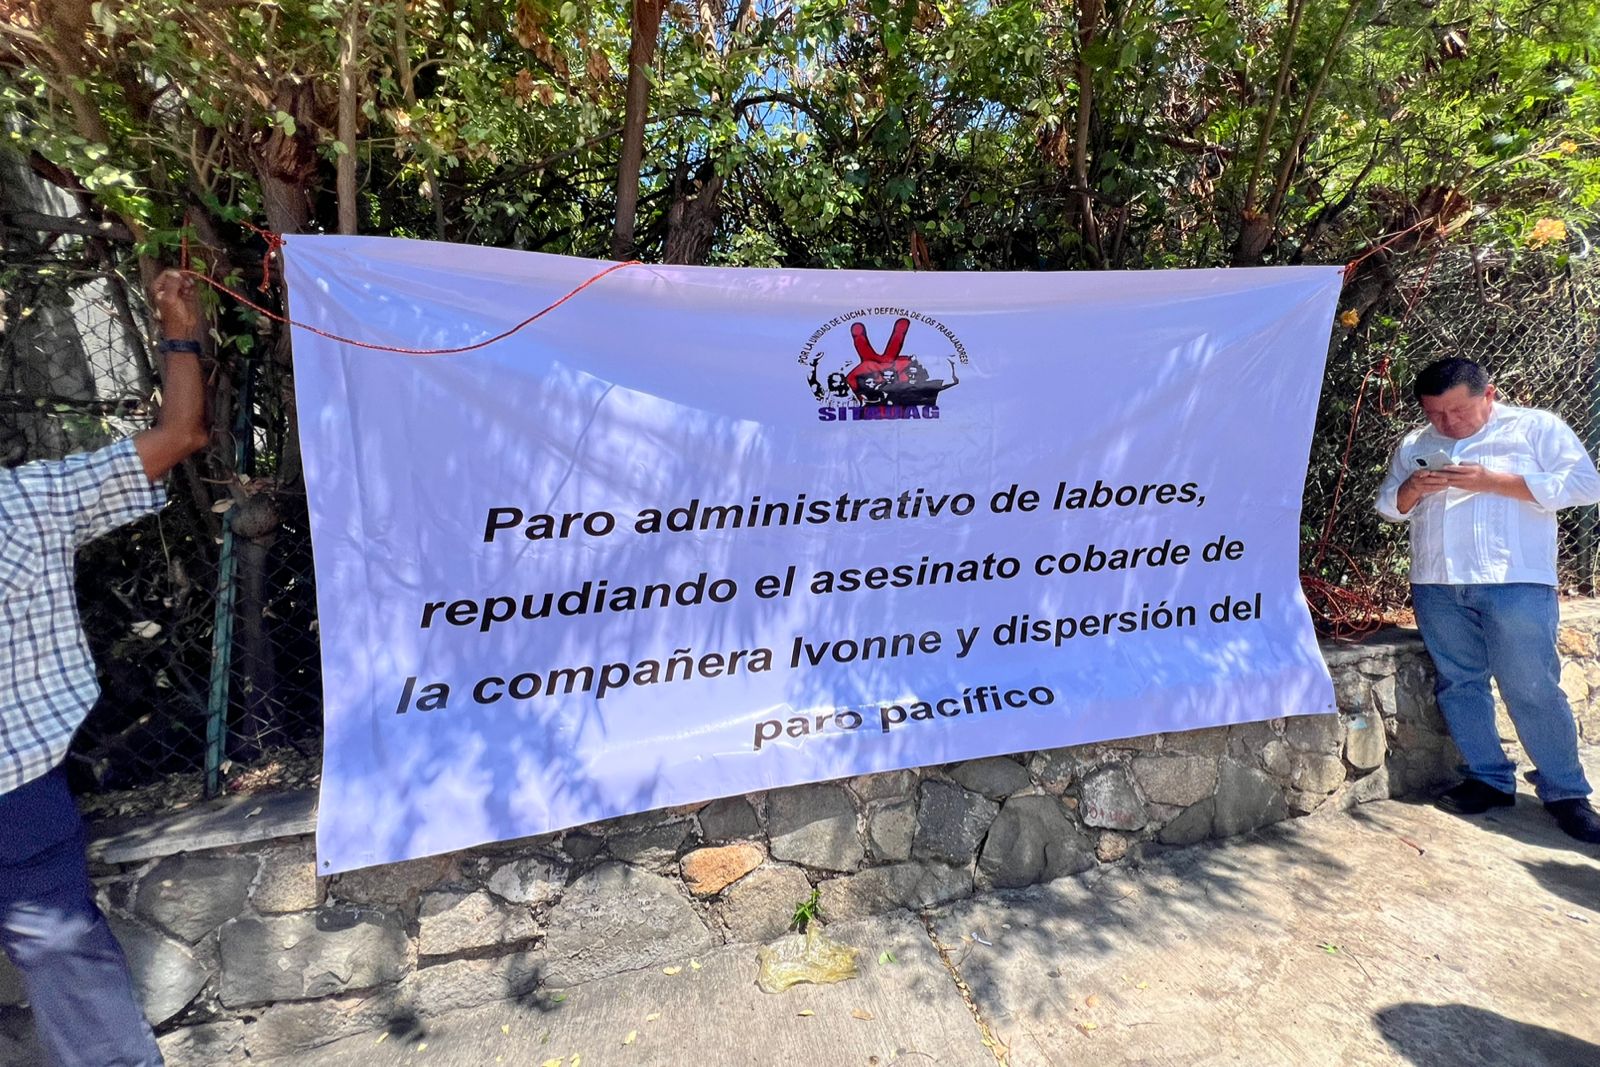 ¡POR LA UNIDAD DE LUCHA Y DEFENSA DE LOS TRABAJADORES!
SITAUAG
Paro administrativo de labores,
repudiando el asesinato cobarde de
la compañera Ivonne y dispersión del
paro pacífico